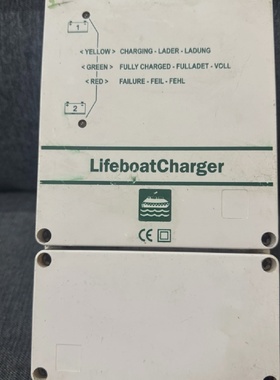 1
< YELLOW > CHARGING - LADER - LADUNG
< GREEN > FULLY CHARGED - FULLADET - VOLL
< RED > FAILURE - FEIL - FEHL
2
LifeboatCharger
CE